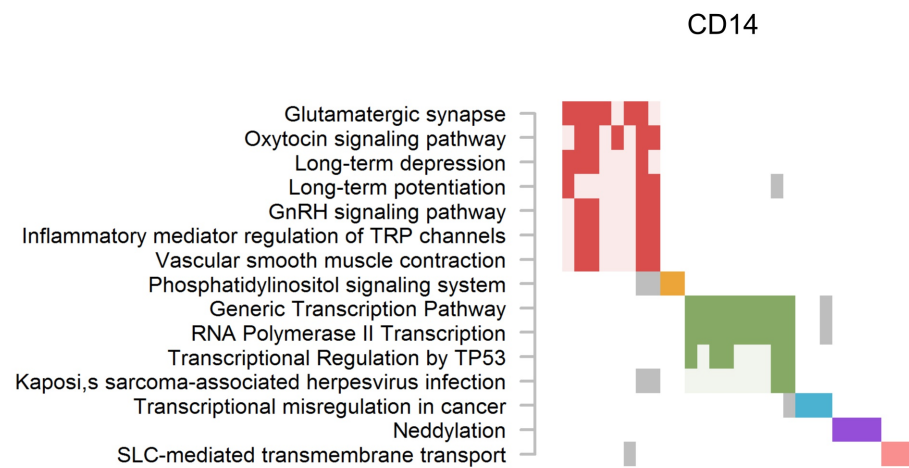 CD14
Glutamatergic synapse
Oxytocin signaling pathway
Long-term depression
Long-term potentiation
GnRH signaling pathway
Inflammatory mediator regulation of TRP channels
Vascular smooth muscle contraction
Phosphatidylinositol signaling system
Generic Transcription Pathway
RNA Polymerase II Transcription
Transcriptional Regulation by TP53
Kaposi,s sarcoma-associated herpesvirus infection
Transcriptional misregulation in cancer
Neddylation
SLC-mediated transmembrane transport